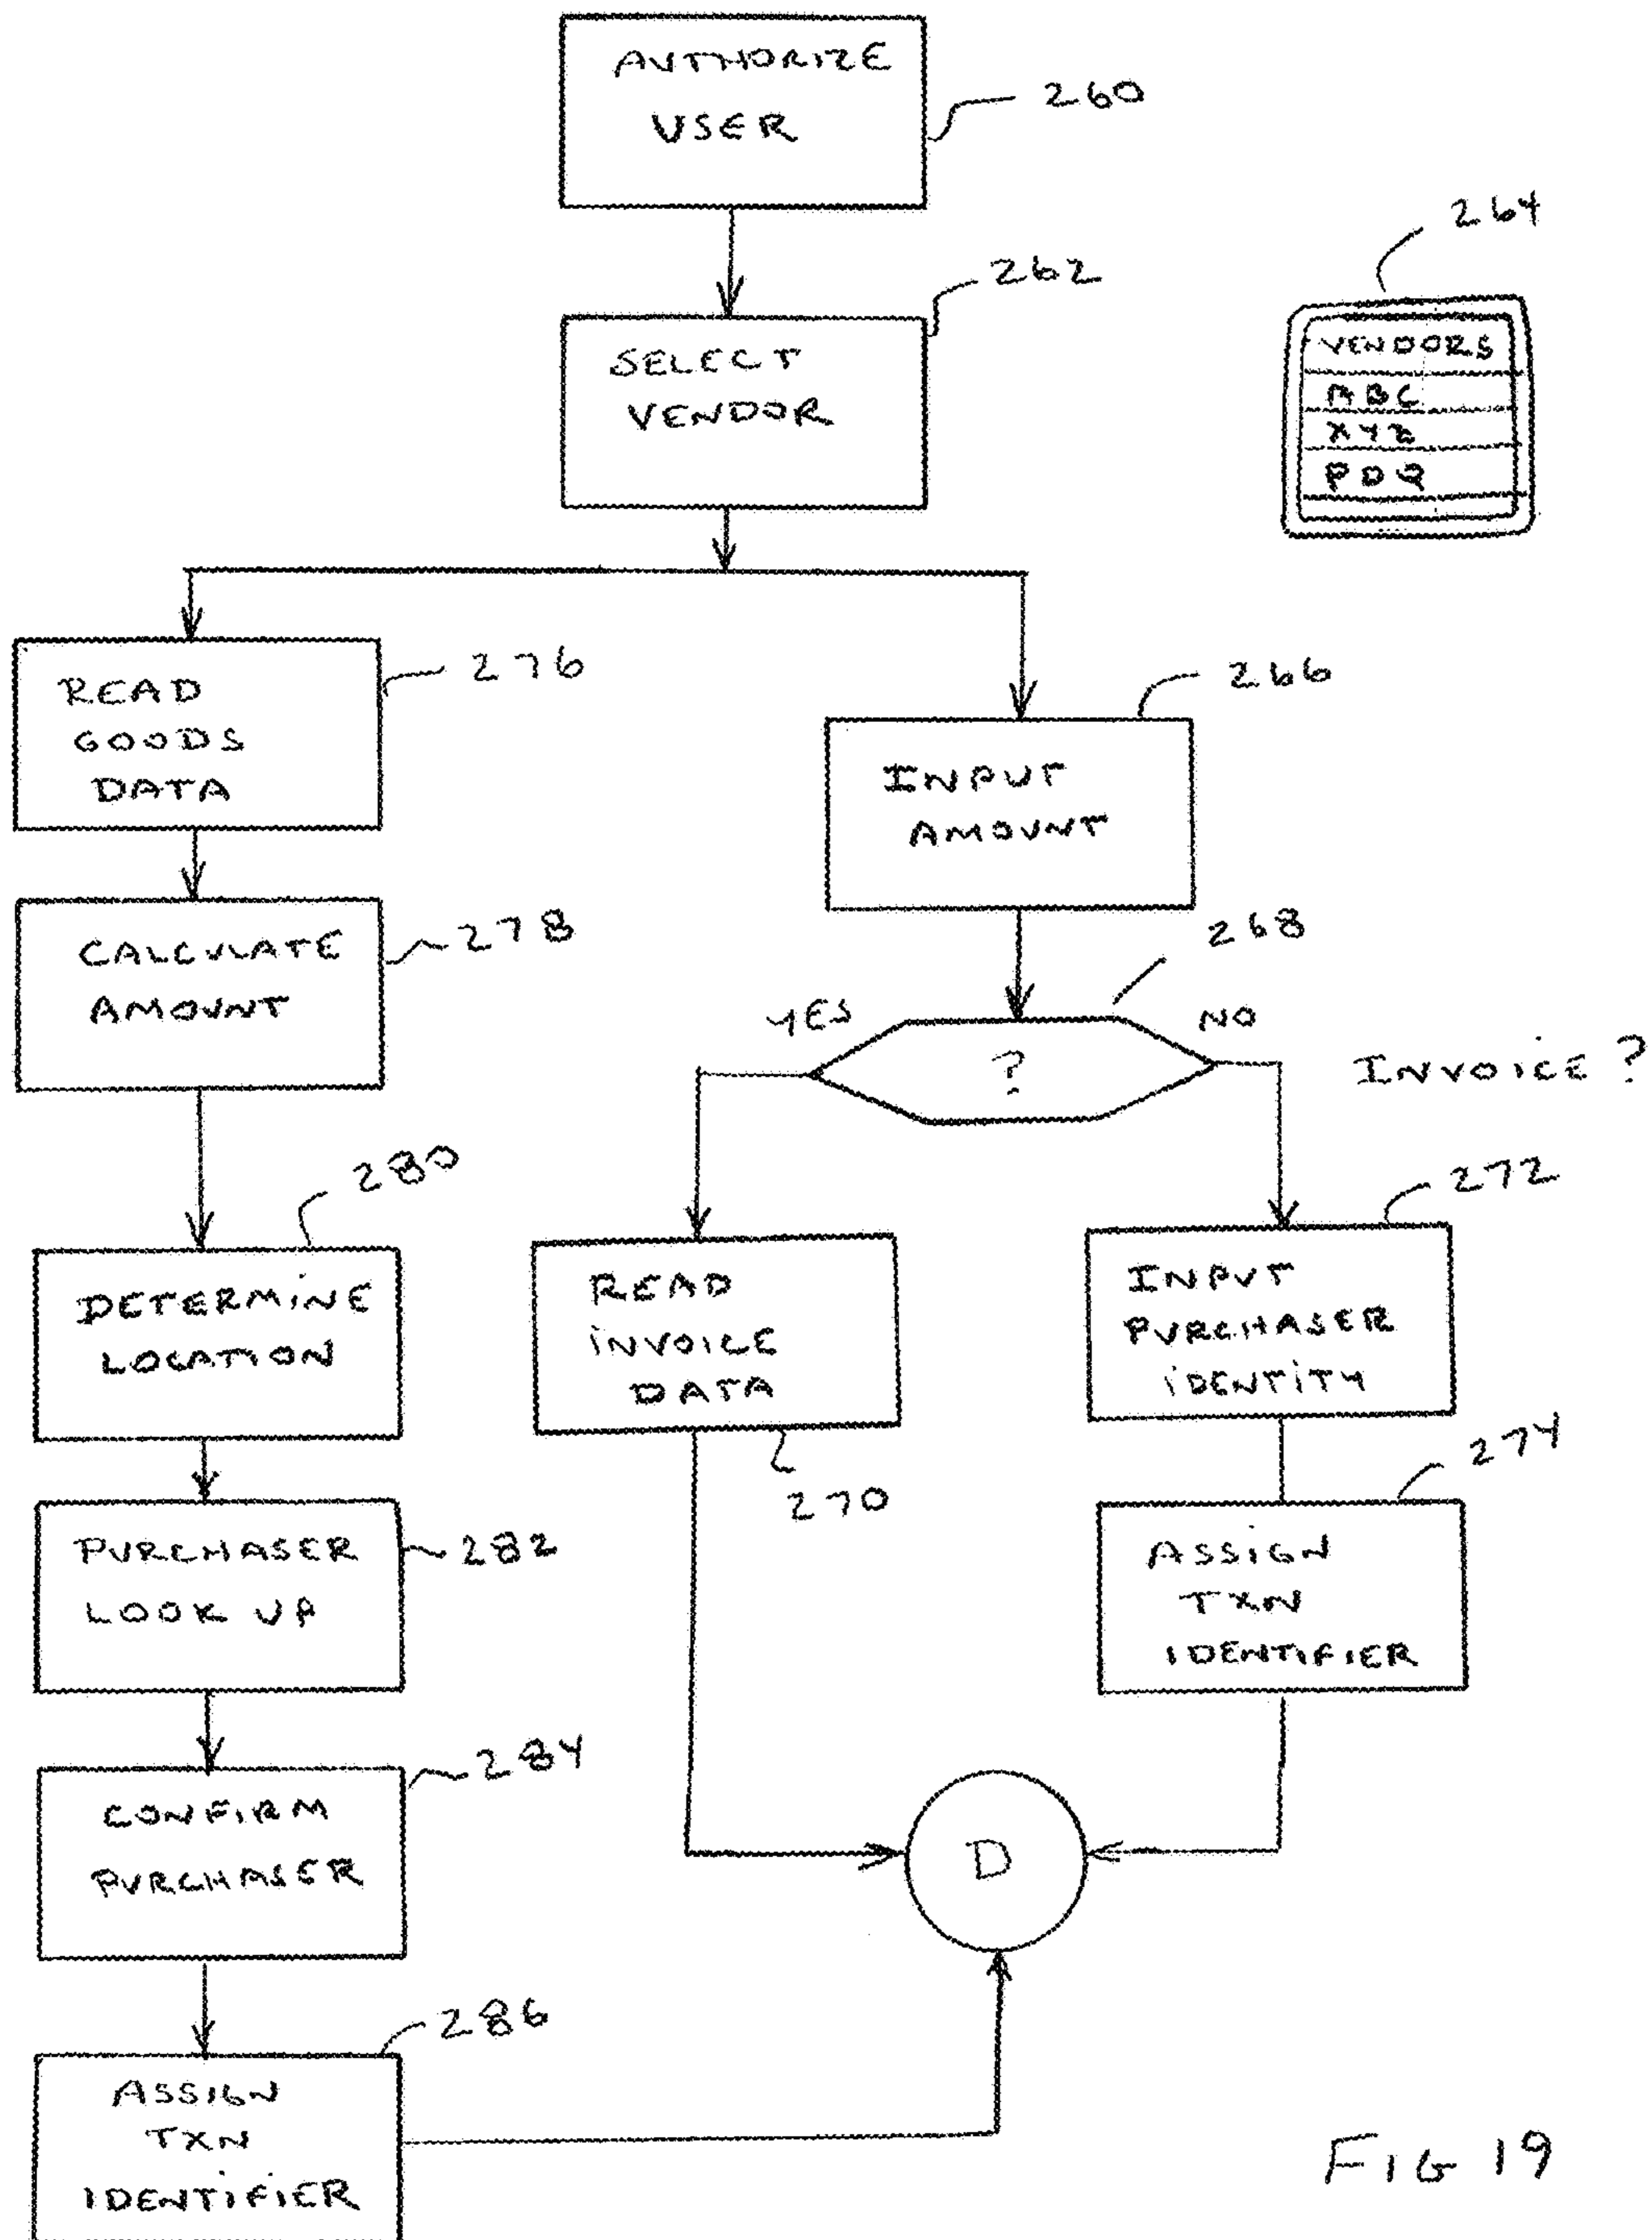 AUTHORIZE
USER
260
264
262
SELECT
VENDOR
VENDORS
ABC
XYZ
PDQ
READ
GOODS
DATA
276
266
INPUT
AMOUNT
CALCULATE
AMOUNT
278
268
YES
NO
?
INVOICE ?
280
272
DETERMINE
LOCATION
READ
INVOICE
DATA
270
INPUT
PURCHASER
IDENTITY
274
PURCHASER
LOOK UP
282
ASSIGN
TXN
IDENTIFIER
284
CONFIRM
PURCHASER
D
286
ASSIGN
TXN
IDENTIFIER
FIG 19